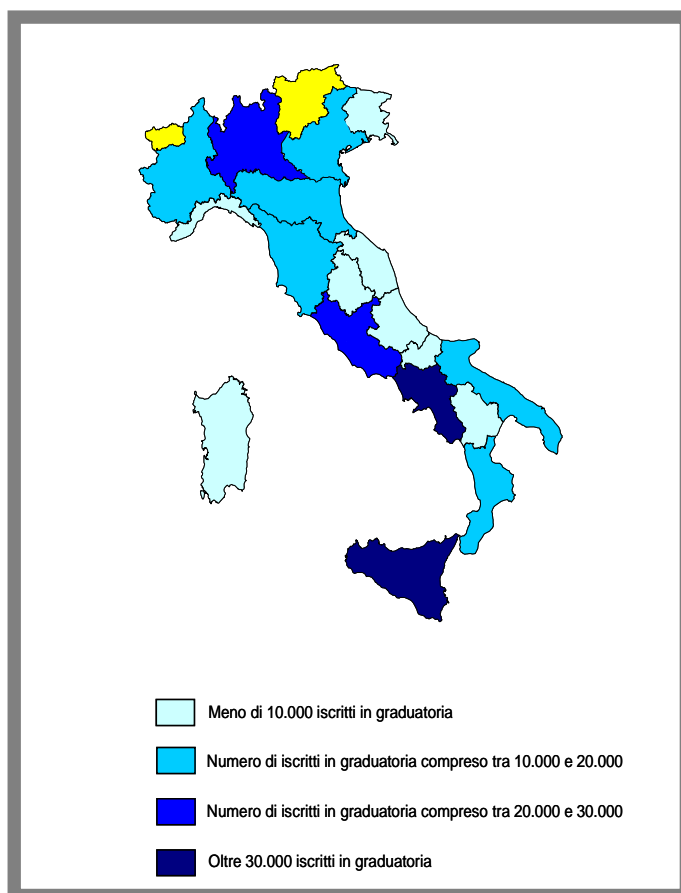 Meno di 10.000 iscritti in graduatoria
Numero di iscritti in graduatoria compreso tra 10.000 e 20.000
Numero di iscritti in graduatoria compreso tra 20.000 e 30.000
Oltre 30.000 iscritti in graduatoria